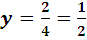 y = 2/4 = 1/2